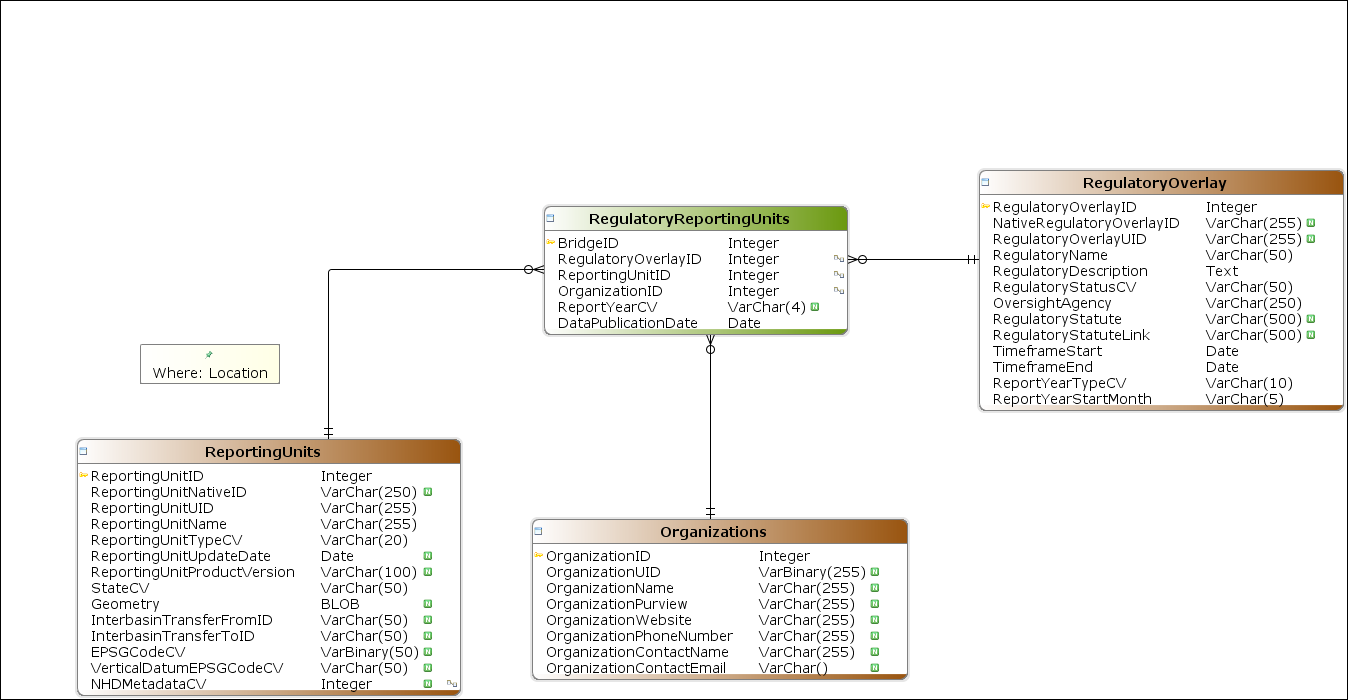 RegulatoryOverlay
RegulatoryOverlayID Integer
NativeRegulatoryOverlayID VarChar(255) N
RegulatoryOverlayUID VarChar(255) N
RegulatoryName VarChar(50)
RegulatoryDescription Text
RegulatoryStatusCV VarChar(50)
OversightAgency VarChar(250)
RegulatoryStatute VarChar(500) N
RegulatoryStatuteLink VarChar(500) N
TimeframeStart Date
TimeframeEnd Date
ReportYearTypeCV VarChar(10)
ReportYearStartMonth VarChar(5)
RegulatoryReportingUnits
BridgeID Integer
RegulatoryOverlayID Integer
ReportingUnitID Integer
OrganizationID Integer
ReportYearCV VarChar(4) N
DataPublicationDate Date
Where: Location
ReportingUnits
ReportingUnitID Integer
ReportingUnitNativeID VarChar(250) N
ReportingUnitUID VarChar(255)
ReportingUnitName VarChar(255)
ReportingUnitTypeCV VarChar(20)
ReportingUnitUpdateDate Date N
ReportingUnitProductVersion VarChar(100) N
StateCV VarChar(50)
Geometry BLOB N
InterbasinTransferFromID VarChar(50) N
InterbasinTransferToID VarChar(50) N
EPSGCodeCV VarBinary(50) N
VerticalDatumEPSGCodeCV VarChar(50) N
NHDMetadataCV Integer N
Organizations
OrganizationID Integer
OrganizationUID VarBinary(255) N
OrganizationName VarChar(255) N
OrganizationPurview VarChar(255) N
OrganizationWebsite VarChar(255) N
OrganizationPhoneNumber VarChar(255) N
OrganizationContactName VarChar(255) N
OrganizationContactEmail VarChar() N